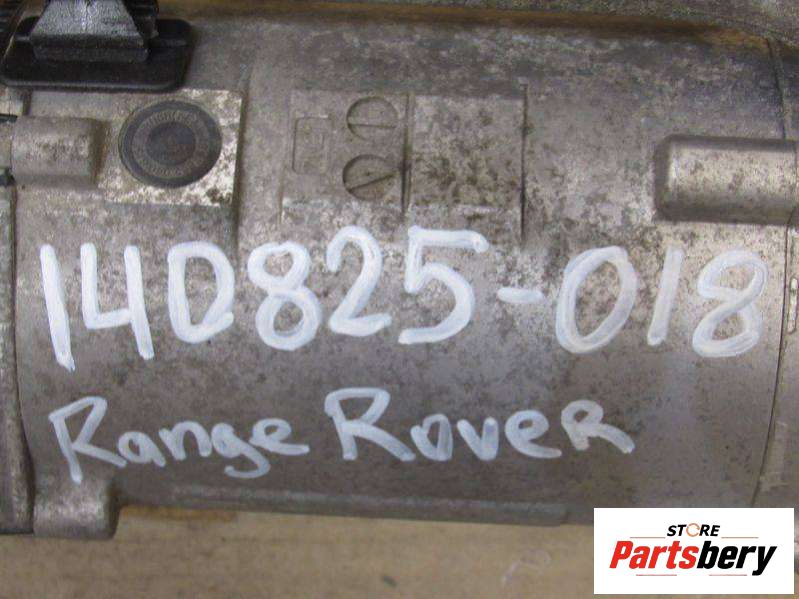 14D825-018
Range Rover
STORE
Partsbery